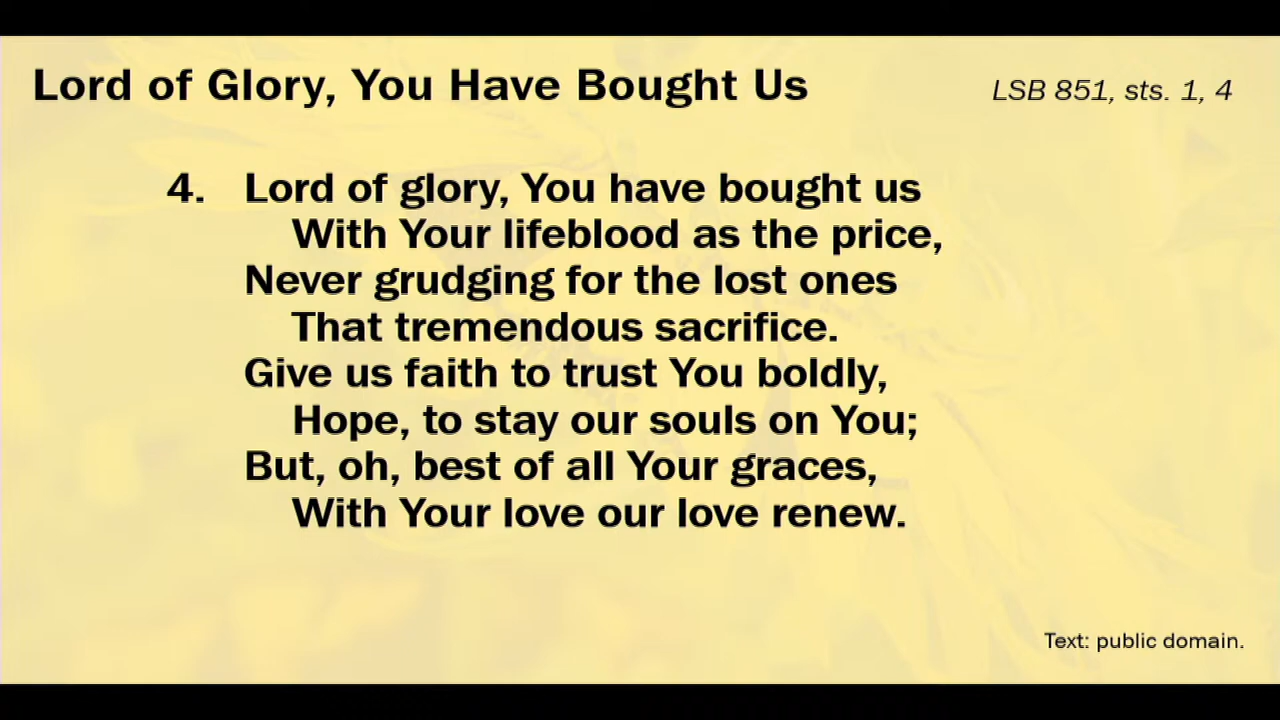 Lord of Glory, You Have Bought Us
LSB 851, sts. 1, 4
4. Lord of glory, You have bought us
With Your lifeblood as the price,
Never grudging for the lost ones
That tremendous sacrifice.
Give us faith to trust You boldly,
Hope, to stay our souls on You;
But, oh, best of all Your graces,
With Your love our love renew.
Text: public domain.